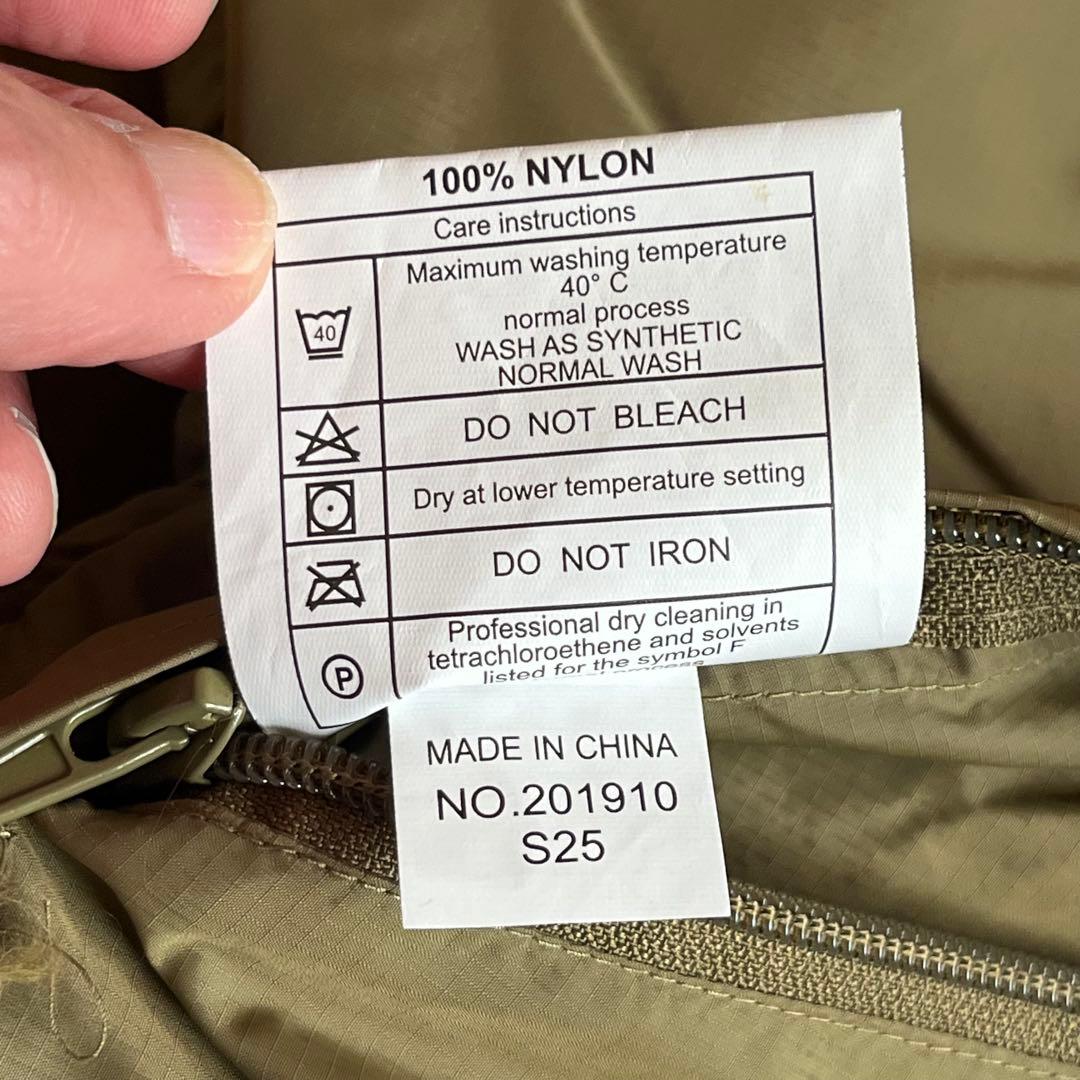 100% NYLON
Care instructions
Maximum washing temperature
40° C
normal process
WASH AS SYNTHETIC
NORMAL WASH
40
DO NOT BLEACH
Dry at lower temperature setting
DO NOT IRON
Professional dry cleaning in
tetrachloroethene and solvents
listed for the symbol F
P
MADE IN CHINA
NO.201910
S25